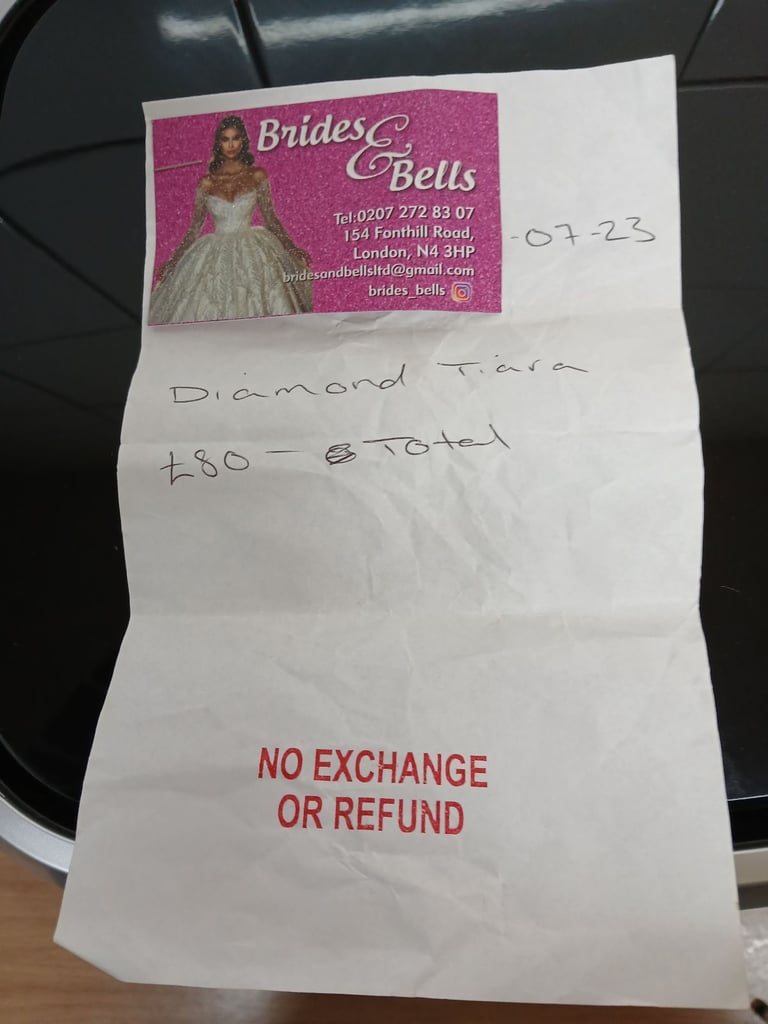 Brides
&
Bells
Tel:0207 272 83 07
154 Fonthill Road,
London, N4 3HP
bridesandbellsltd@gmail.com
brides_bells
-07-23
Diamond Tiara
£80 - Total
NO EXCHANGE
OR REFUND